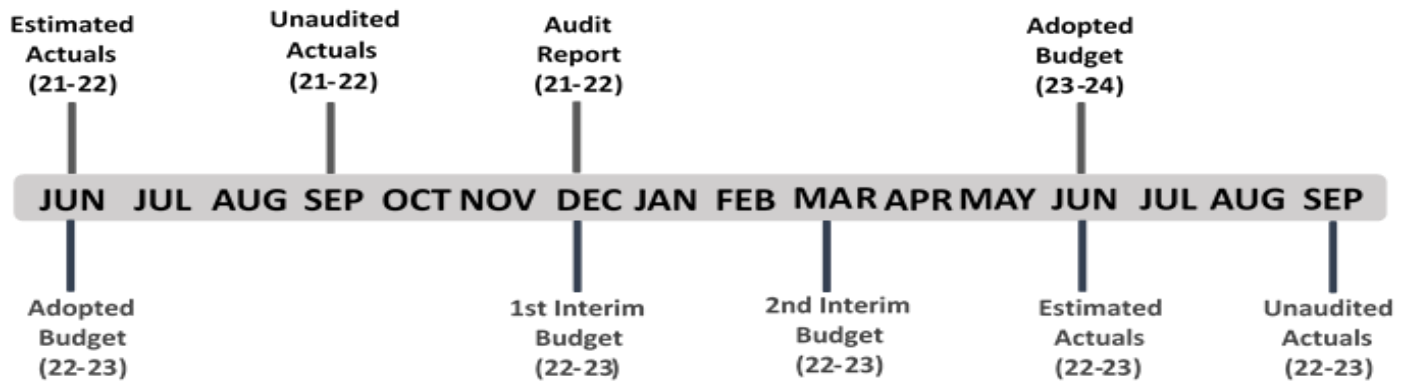 Estimated
Actuals
(21-22)
Unaudited
Actuals
(21-22)
Audit
Report
(21-22)
Adopted
Budget
(23-24)
JUN JUL AUG SEP OCT NOV DEC JAN FEB MAR APR MAY JUN JUL AUG SEP
Adopted
Budget
(22-23)
1st Interim
Budget
(22-23)
2nd Interim
Budget
(22-23)
Estimated
Actuals
(22-23)
Unaudited
Actuals
(22-23)